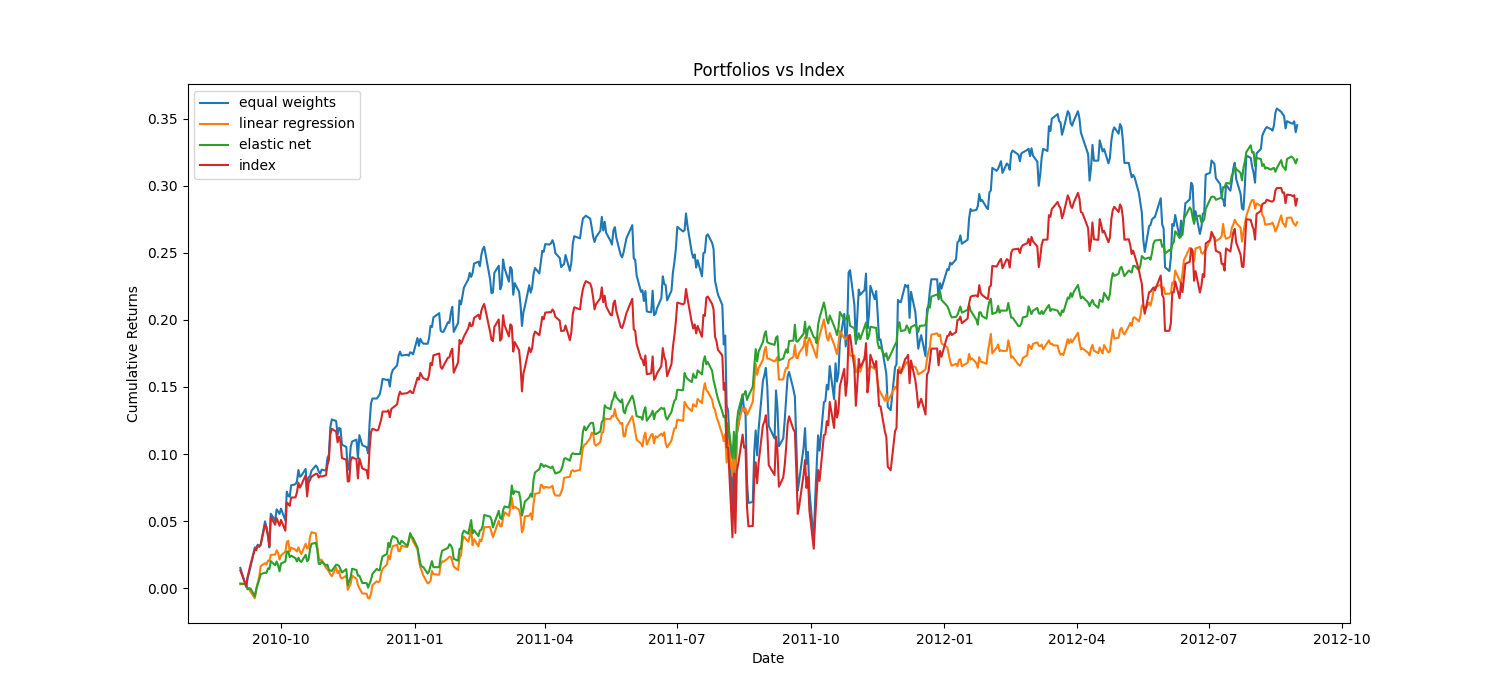 Portfolios vs Index
equal weights
linear regression
elastic net
index
Cumulative Returns
0.35
0.30
0.25
0.20
0.15
0.10
0.05
0.00
2010-10 2011-01 2011-04 2011-07 2011-10 2012-01 2012-04 2012-07 2012-10
Date